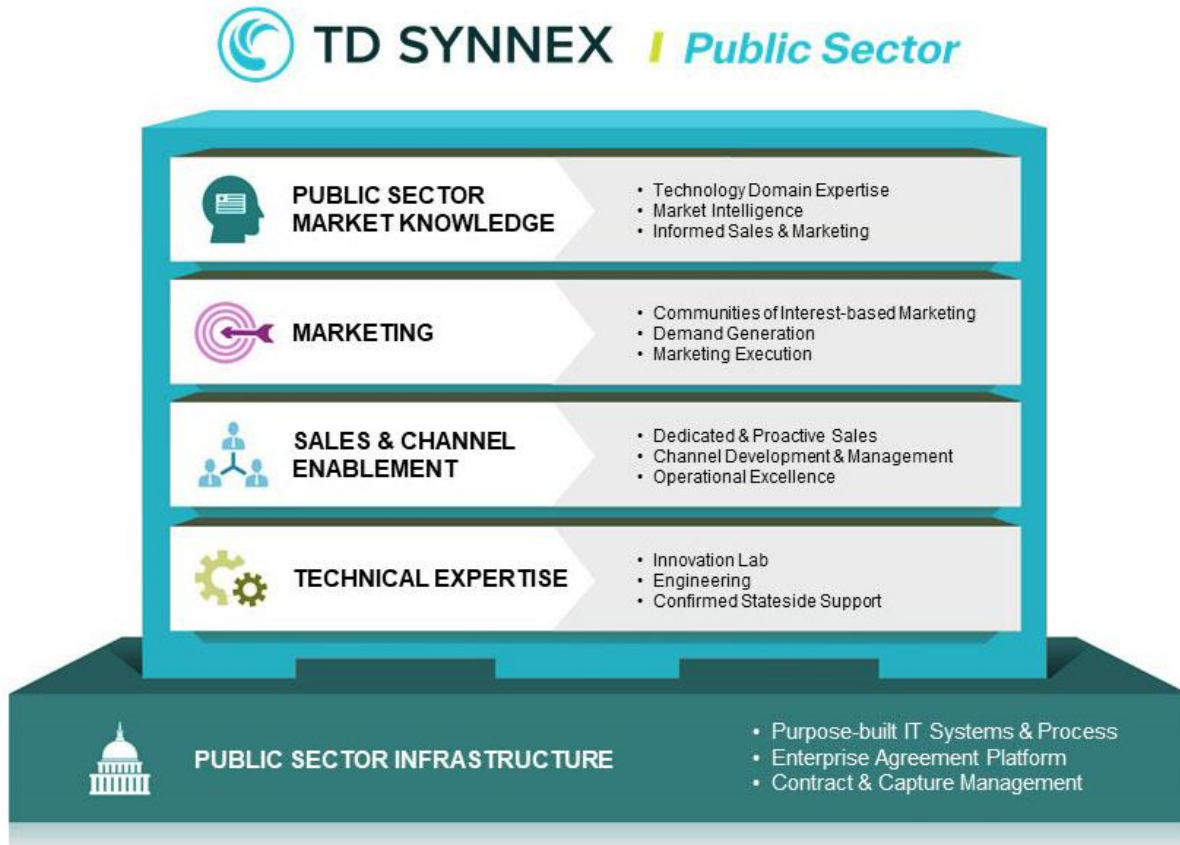 TD SYNNEX Public Sector
PUBLIC SECTOR
MARKET KNOWLEDGE
• Technology Domain Expertise
• Market Intelligence
• Informed Sales & Marketing
MARKETING
• Communities of Interest-based Marketing
• Demand Generation
• Marketing Execution
SALES & CHANNEL
ENABLEMENT
• Dedicated & Proactive Sales
• Channel Development & Management
• Operational Excellence
TECHNICAL EXPERTISE
• Innovation Lab
• Engineering
• Confirmed Stateside Support
PUBLIC SECTOR INFRASTRUCTURE
• Purpose-built IT Systems & Process
• Enterprise Agreement Platform
• Contract & Capture Management